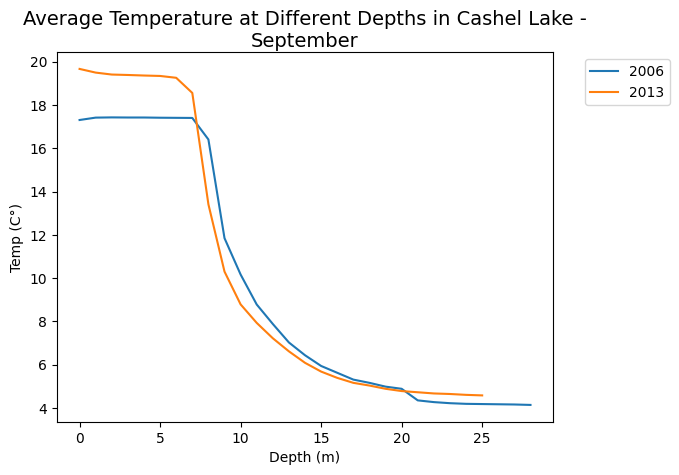 Average Temperature at Different Depths in Cashel Lake -
September
20
18
16
14
12
10
8
6
4
Temp (C°)
0 5 10 15 20 25
Depth (m)
2006
2013